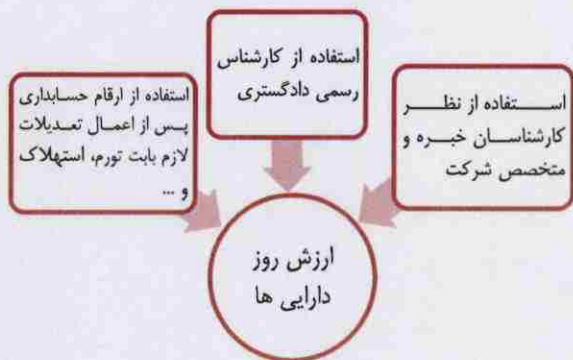 استفاده از کارشناس
رسمی دادگستری
استفاده از نظر
کارشناسان خبره و
متخصص شرکت
استفاده از ارقام حسابداری
پس از اعمال تعدیلات
لازم بابت تورم، استهلاک
و ...
ارزش روز
دارایی ها